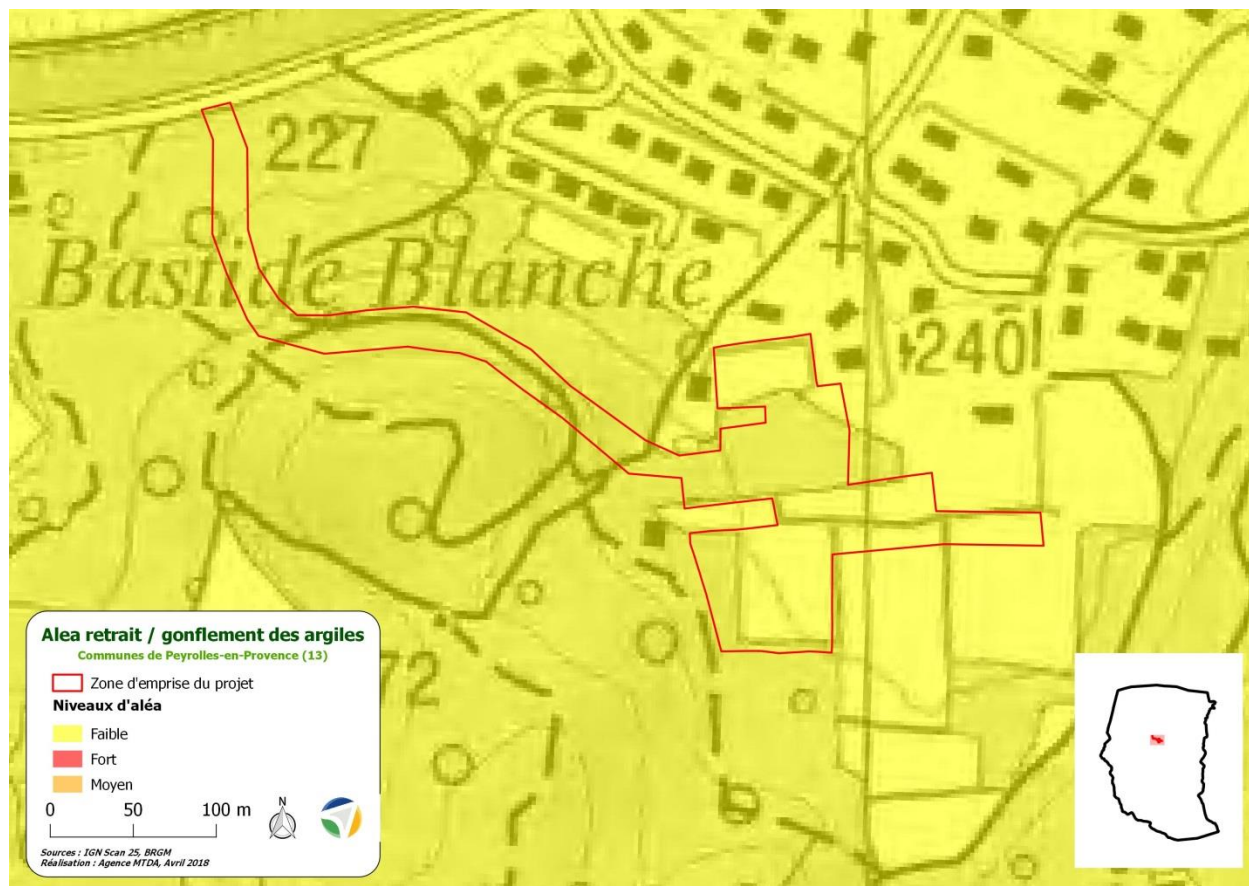 227
Bastide Blanche
240
72
Alea retrait / gonflement des argiles
Communes de Peyrolles-en-Provence (13)
Zone d'emprise du projet
Niveaux d'aléa
Faible
Fort
Moyen
0 50 100 m
N
Sources : IGN Scan 25, BRGM
Réalisation : Agence MTDA, Avril 2018